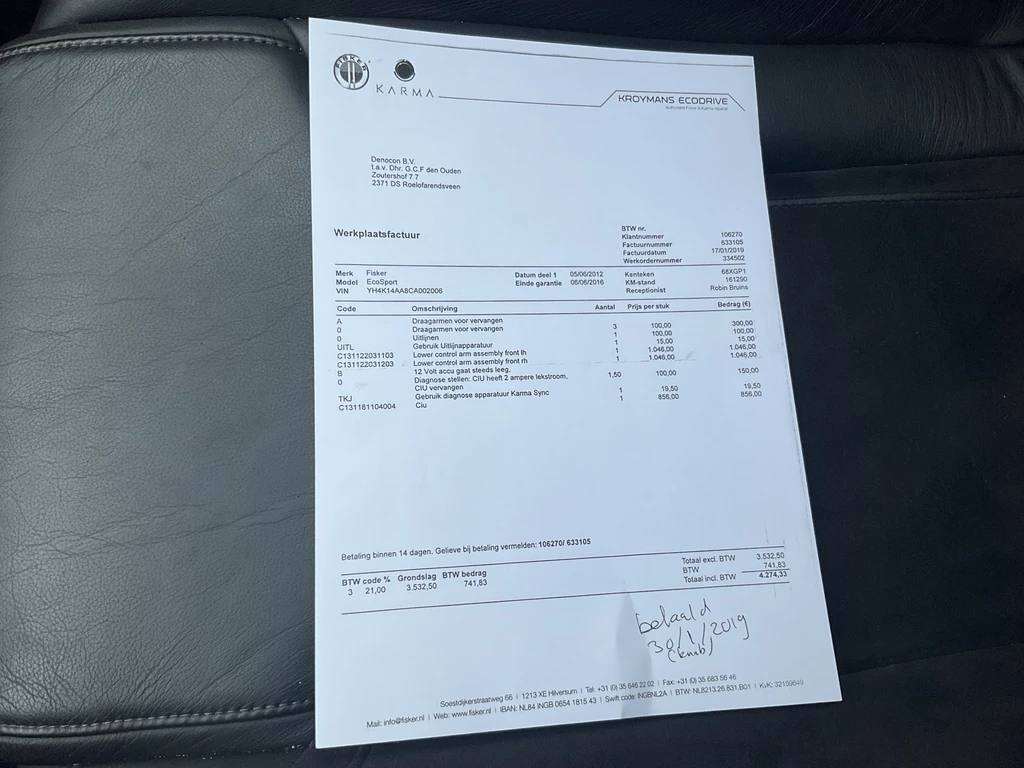 FISKER
KARMA
KROYMANS ECODRIVE
Authorised Fisker & Karma repairer
Denocon B.V.
t.a.v. Dhr. G.C.F den Ouden
Zoutershof 7.7
2371 DS Roelofarendsveen
Werkplaatsfactuur
BTW nr.
Klantnummer 106270
Factuurnummer 633105
Factuurdatum 17/01/2019
Werkordernummer 334502
Merk Fisker Datum deel 1 05/06/2012 Kenteken 68XGP1
Model EcoSport Einde garantie 06/06/2016 KM-stand 161290
VIN YH4K14AA8CA002006 Receptionist Robin Bruins
Code Omschrijving Aantal Prijs per stuk Bedrag (€)
A Draagarmen voor vervangen
0 Draagarmen voor vervangen 3 100,00 300,00
0 Uitlijnen 1 100,00 100,00
UITL Gebruik Uitlijnapparatuur 1 15,00 15,00
C131122031103 Lower control arm assembly front lh 1 1.046,00 1.046,00
C131122031203 Lower control arm assembly front rh 1 1.046,00 1.046,00
B 12 Volt accu gaat steeds leeg,
0 Diagnose stellen: CIU heeft 2 ampere lekstroom, 1,50 100,00 150,00
CIU vervangen
TKJ Gebruik diagnose apparatuur Karma Sync 1 19,50 19,50
C131181104004 Ciu 1 856,00 856,00
Betaling binnen 14 dagen. Gelieve bij betaling vermelden: 106270/ 633105
BTW code % Grondslag BTW bedrag
3 21,00 3.532,50 741,83
Totaal excl. BTW 3.532,50
BTW 741,83
Totaal incl. BTW 4.274,33
betaald
30/1/2019
(knab)
Soestdijkerstraatweg 66 | 1213 XE Hilversum | Tel: +31 (0) 35 646 22 02 | Fax: +31 (0) 35 683 56 46
Mail: info@fisker.nl | Web: www.fisker.nl | IBAN: NL84 INGB 0654 1815 43 | Swift code: INGBNL2A | BTW: NL8213.26.831.B01 | KvK: 32159649